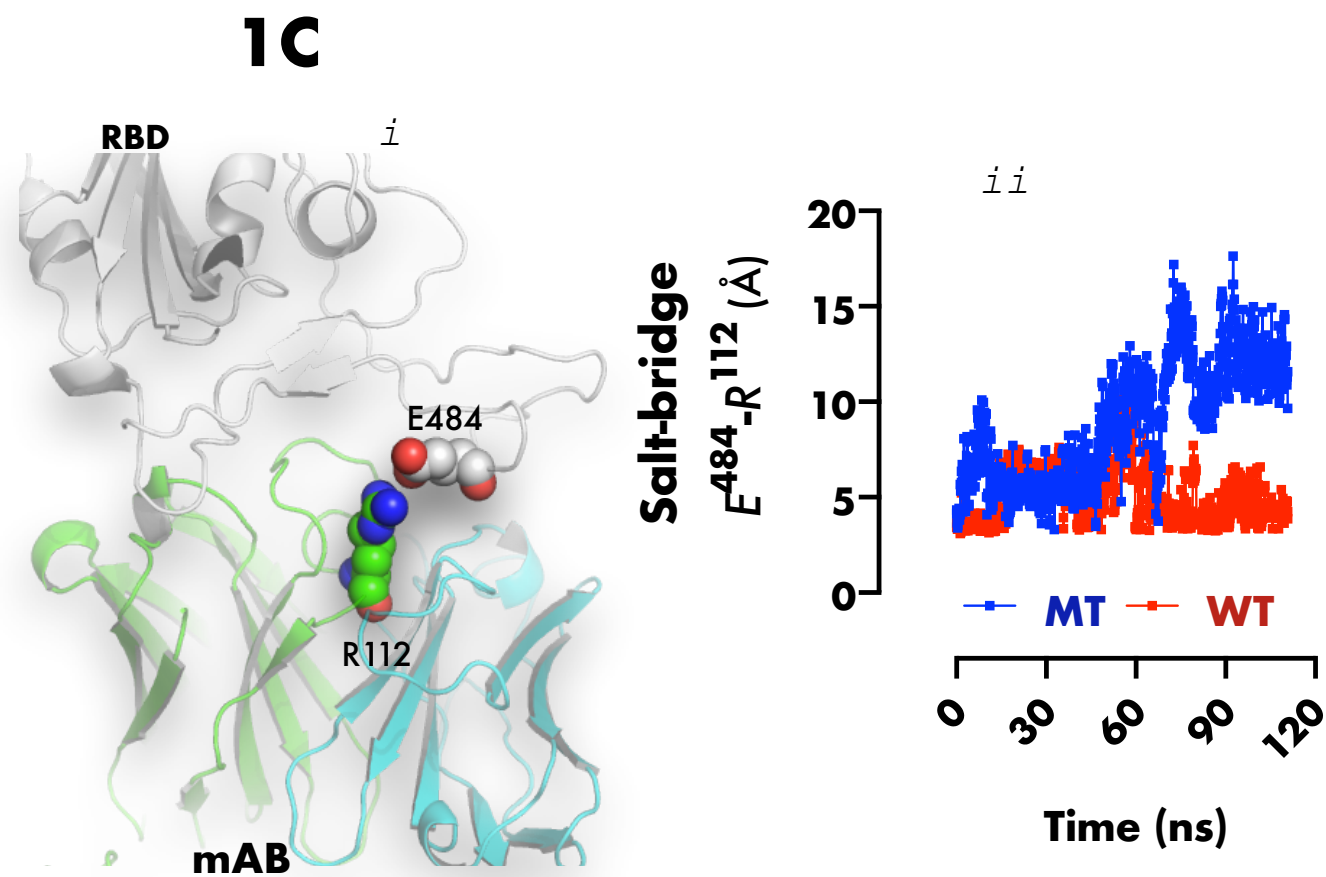 1C
RBD
i
E484
R112
mAB
ii
Salt-bridge
E484-R112 (Å)
20
15
10
5
0
MT WT
0 30 60 90 120
Time (ns)